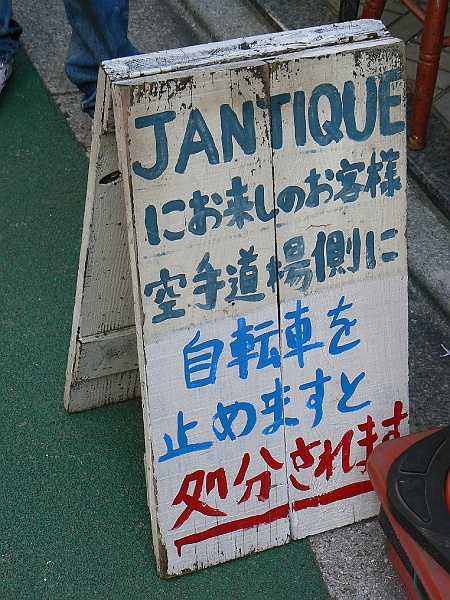 JANTIQUE
にお来しのお客様
空手道場側に
自転車を
止めますと
処分されます